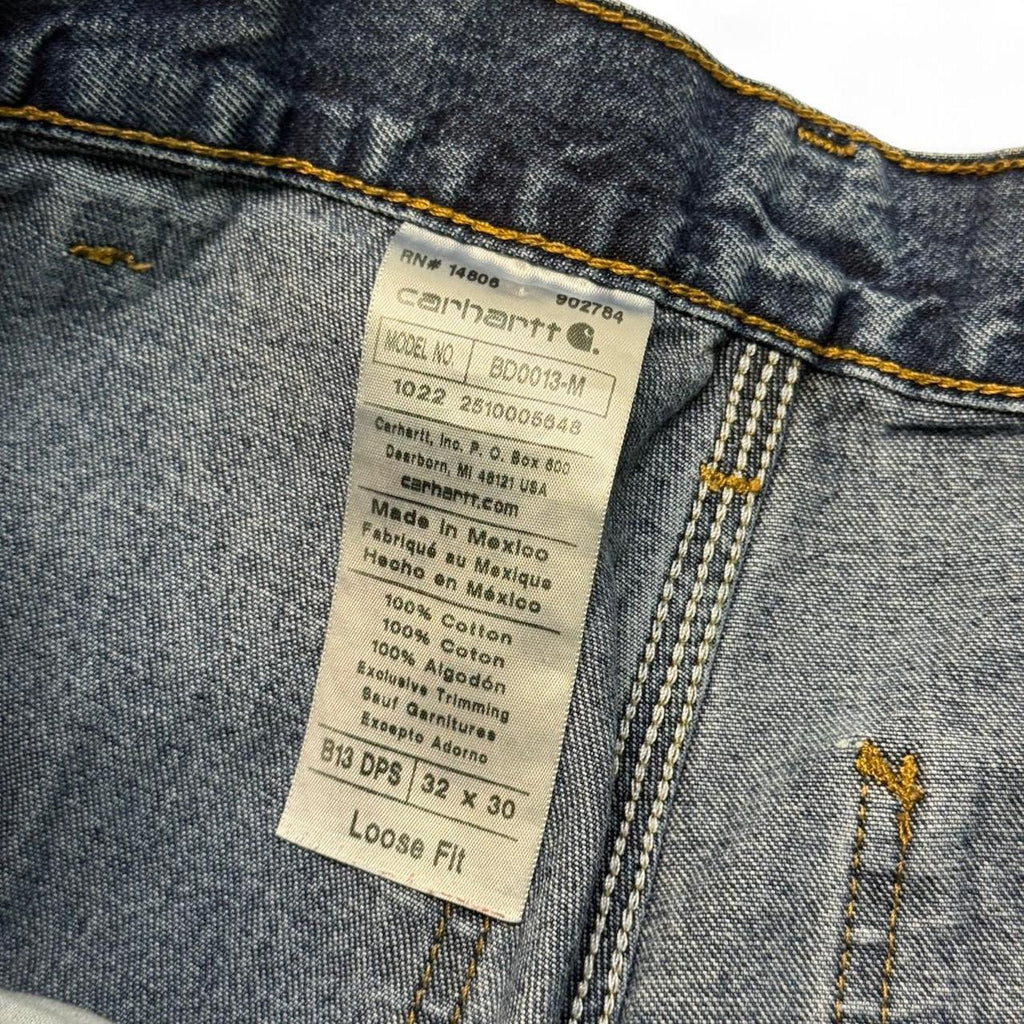 RN# 14806 902784
carhartt
MODEL NO. BD0013-M
1022 2510005648
Carhartt, Inc. P. O. Box 600
Dearborn, MI 48121 USA
carhartt.com
Made in Mexico
Fabriqué au Mexique
Hecho en México
100% Cotton
100% Coton
100% Algodón
Exclusive Trimming
Sauf Garnitures
Excepto Adorno
B13 DPS 32 x 30
Loose Fit